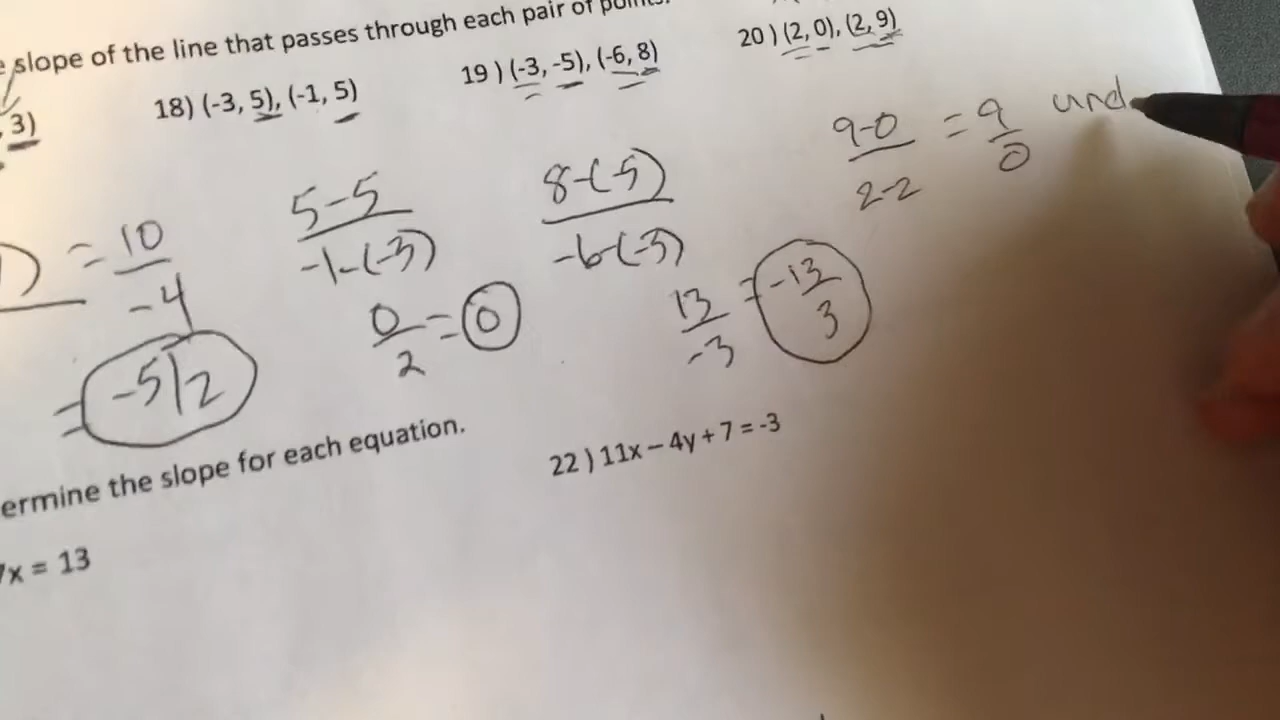 slope of the line that passes through each pair of points.
3)
18) (-3, 5), (-1, 5)
19 ) (-3, -5), (-6, 8)
20 ) (2, 0), (2, 9)
) = 10/-4
= -5/2
5-5/-1-(-3)
0/2 = 0
8-(-5)/-6-(-3)
13/-3 = -13/3
9-0/2-2 = 9/0 und
ermine the slope for each equation.
7x = 13
22 ) 11x – 4y + 7 = -3